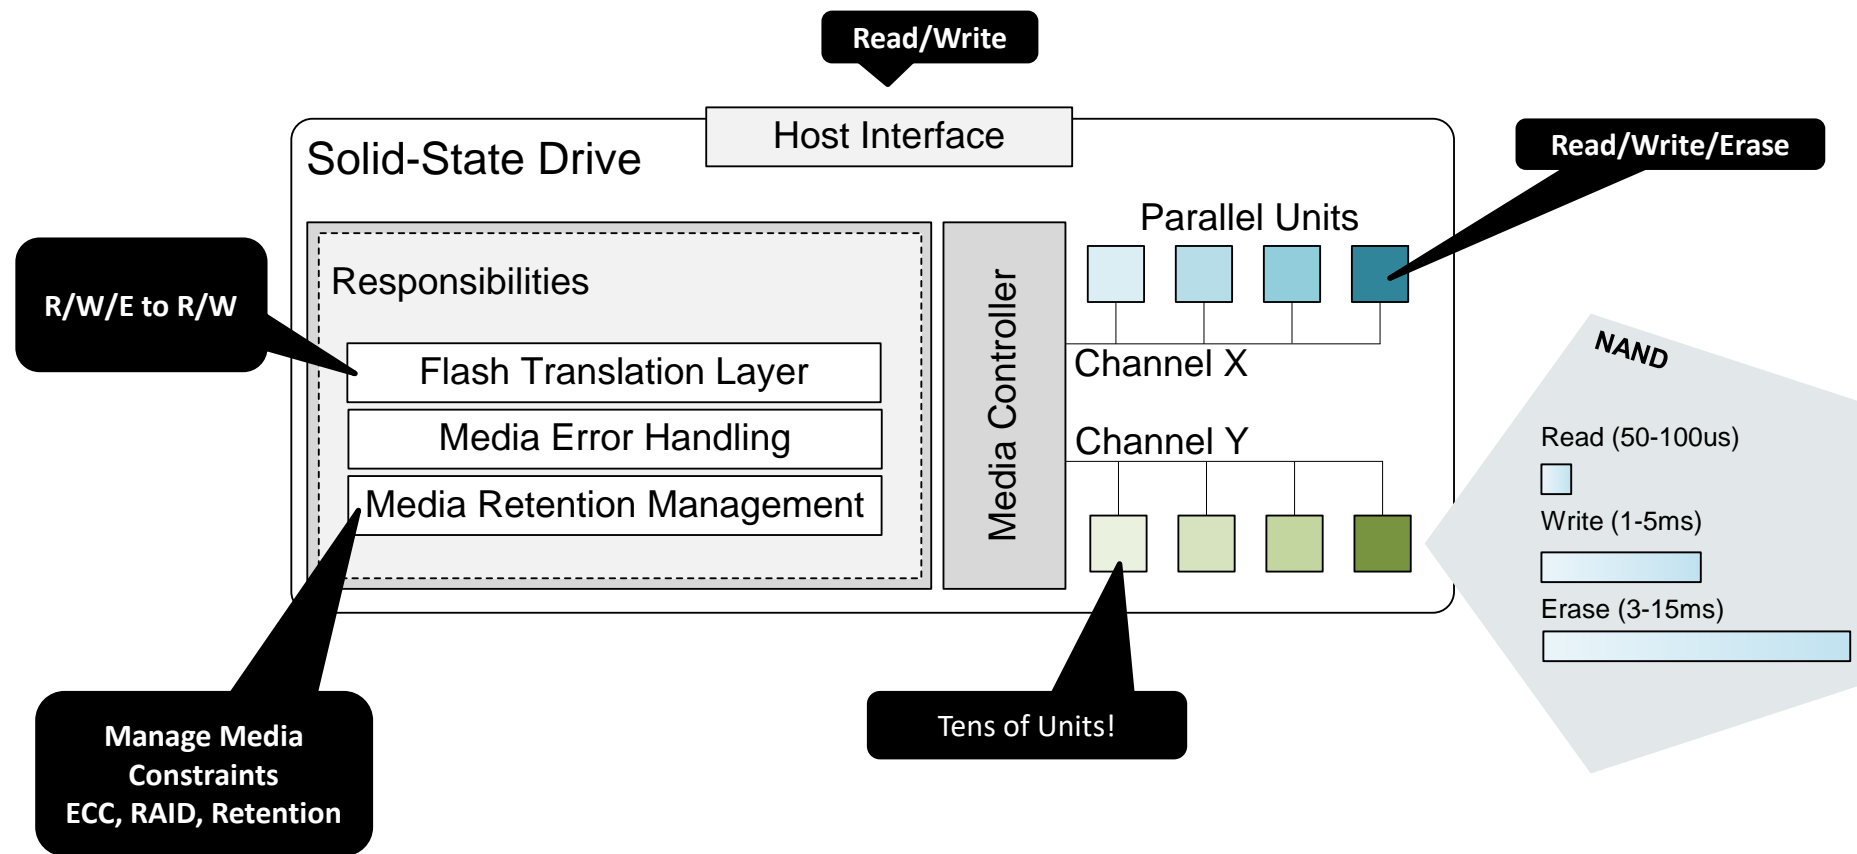 Read/Write
Host Interface
Solid-State Drive
Read/Write/Erase
Parallel Units
R/W/E to R/W
Responsibilities
Flash Translation Layer
Media Error Handling
Media Retention Management
Media Controller
Channel X
Channel Y
NAND
Read (50-100us)
Write (1-5ms)
Erase (3-15ms)
Tens of Units!
Manage Media
Constraints
ECC, RAID, Retention